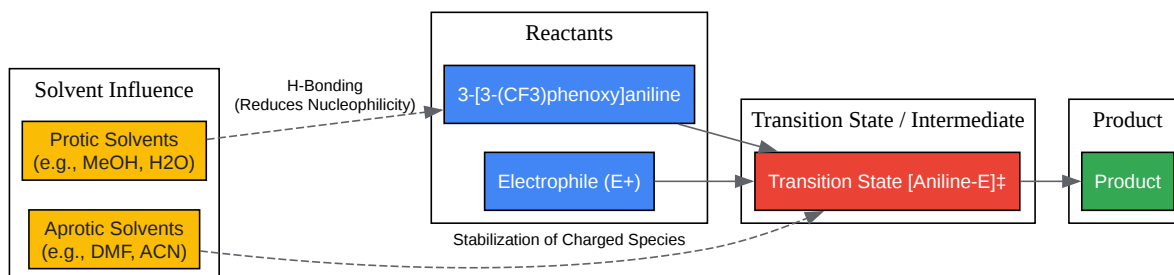 Solvent Influence
Protic Solvents
(e.g., MeOH, H2O)
Aprotic Solvents
(e.g., DMF, ACN)
H-Bonding
(Reduces Nucleophilicity)
Reactants
3-[3-(CF3)phenoxy]aniline
Electrophile (E+)
Stabilization of Charged Species
Transition State / Intermediate
Transition State [Aniline-E]‡
Product
Product